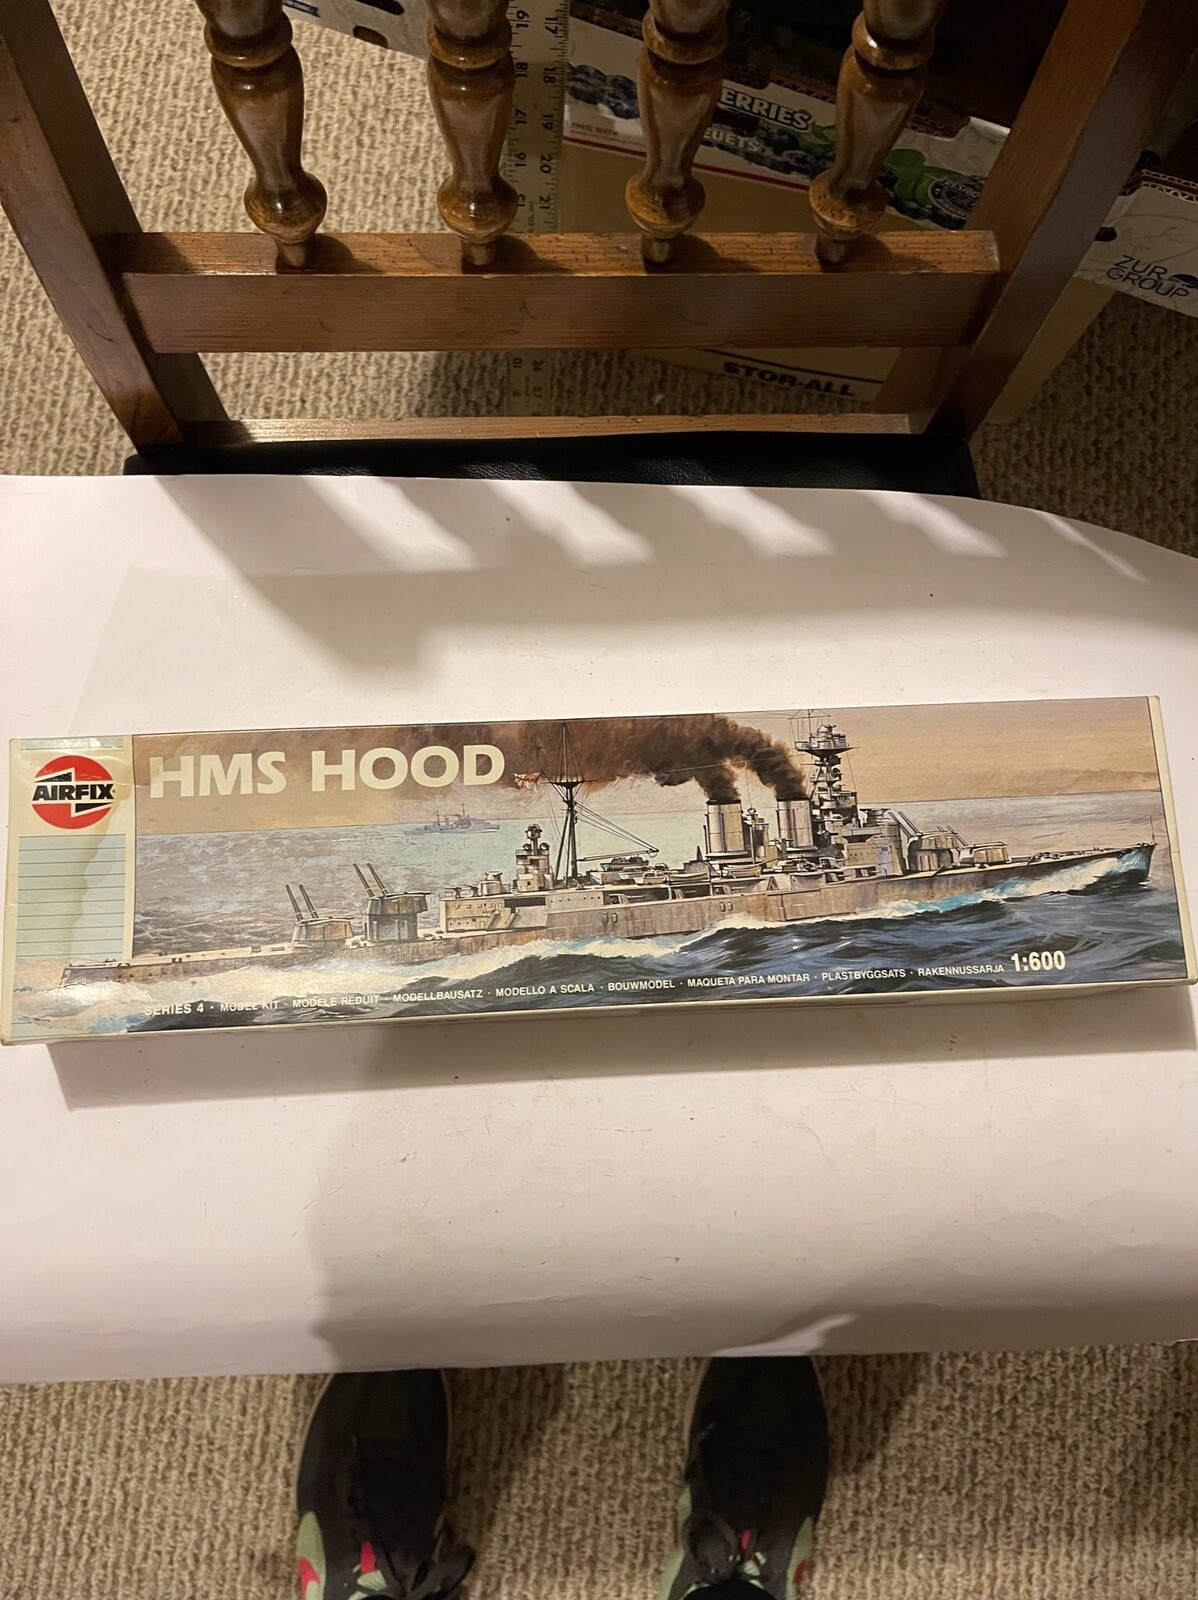 ERRIES
ZUR
GROUP
STOR-ALL
AIRFIX
HMS HOOD
SERIES 4 · MODEL KIT · MODELE REDUIT · MODELLBAUSATZ · MODELLO A SCALA · BOUWMODEL · MAQUETA PARA MONTAR · PLASTBYGGSATS · RAKENNUSSARJA 1:600